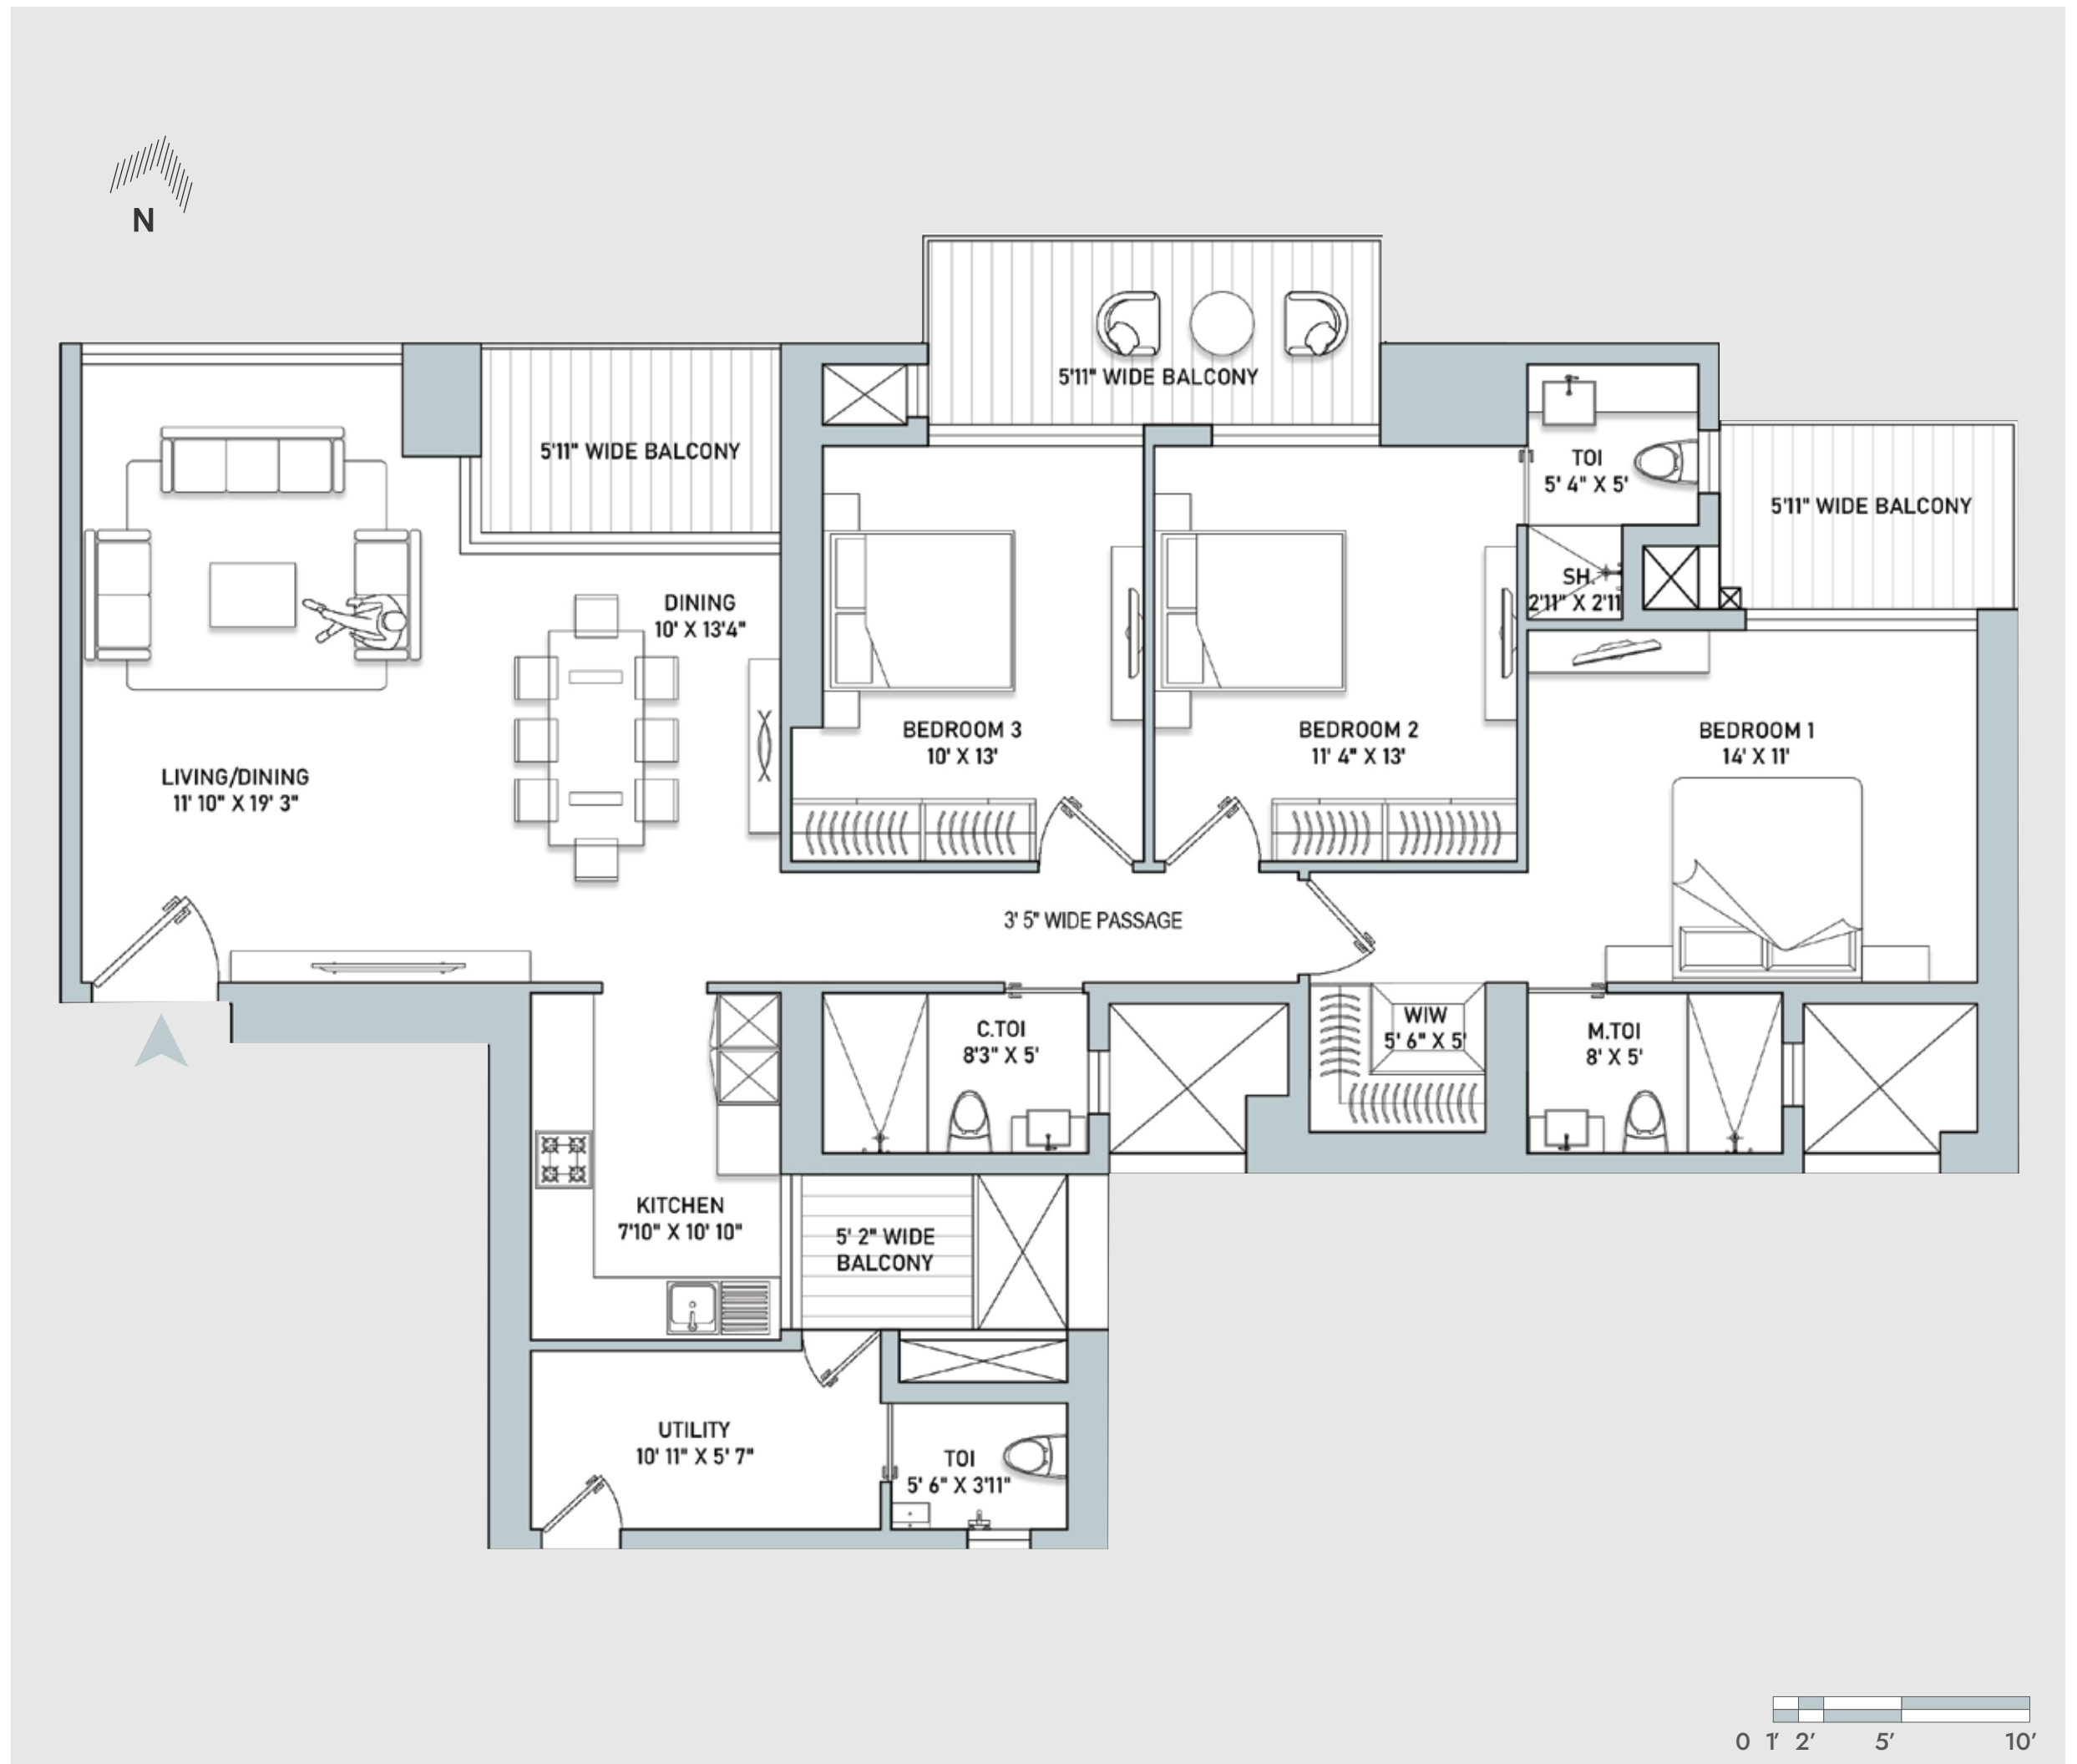 N
5'11" WIDE BALCONY
5'11" WIDE BALCONY
TOI
5' 4" X 5'
5'11" WIDE BALCONY
SH.
2'11" X 2'11
DINING
10' X 13'4"
BEDROOM 3
10' X 13'
BEDROOM 2
11' 4" X 13'
BEDROOM 1
14' X 11'
LIVING/DINING
11' 10" X 19' 3"
3' 5" WIDE PASSAGE
C.TOI
8'3" X 5'
WIW
5' 6" X 5'
M.TOI
8' X 5'
KITCHEN
7'10" X 10' 10"
5' 2" WIDE
BALCONY
UTILITY
10' 11" X 5' 7"
TOI
5' 6" X 3'11"
0 1' 2' 5' 10'